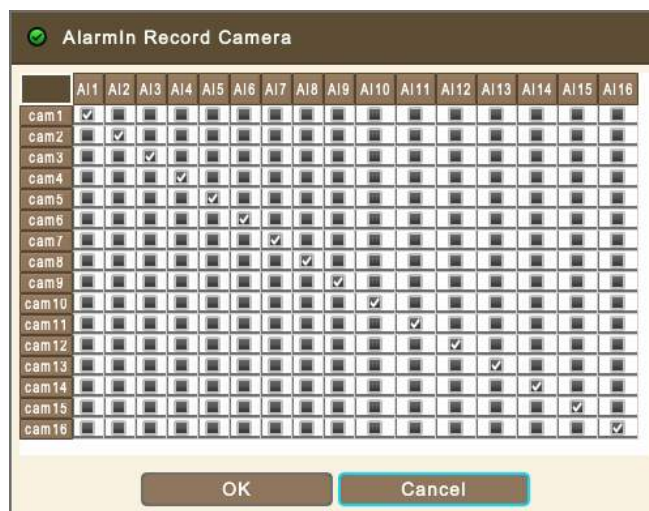 AlarmIn Record Camera
AI1 AI2 AI3 AI4 AI5 AI6 AI7 AI8 AI9 AI10 AI11 AI12 AI13 AI14 AI15 AI16
cam1
cam2
cam3
cam4
cam5
cam6
cam7
cam8
cam9
cam10
cam11
cam12
cam13
cam14
cam15
cam16
OK Cancel